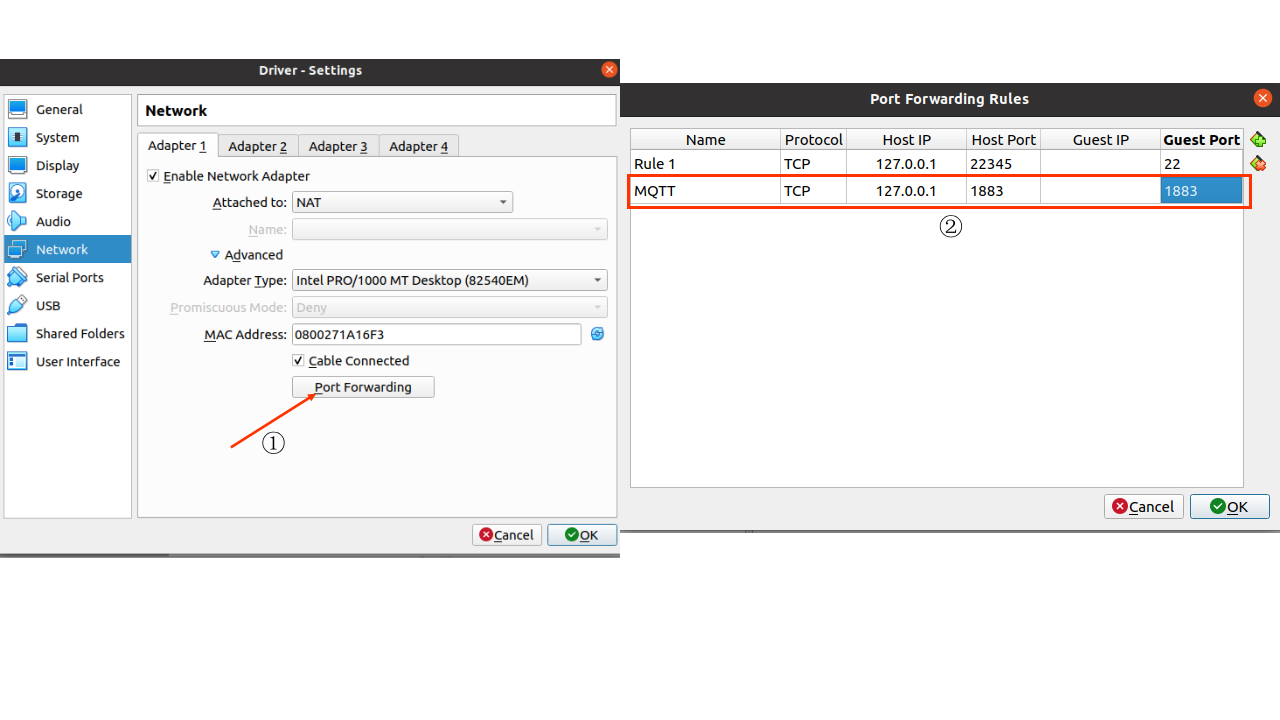 Driver - Settings
General
System
Display
Storage
Audio
Network
Serial Ports
USB
Shared Folders
User Interface
Network
Adapter 1 Adapter 2 Adapter 3 Adapter 4
Enable Network Adapter
Attached to: NAT
Name:
Advanced
Adapter Type: Intel PRO/1000 MT Desktop (82540EM)
Promiscuous Mode: Deny
MAC Address: 0800271A16F3
Cable Connected
Port Forwarding
①
Cancel OK
Port Forwarding Rules
Name Protocol Host IP Host Port Guest IP Guest Port
Rule 1 TCP 127.0.0.1 22345 22
MQTT TCP 127.0.0.1 1883 1883
②
Cancel OK